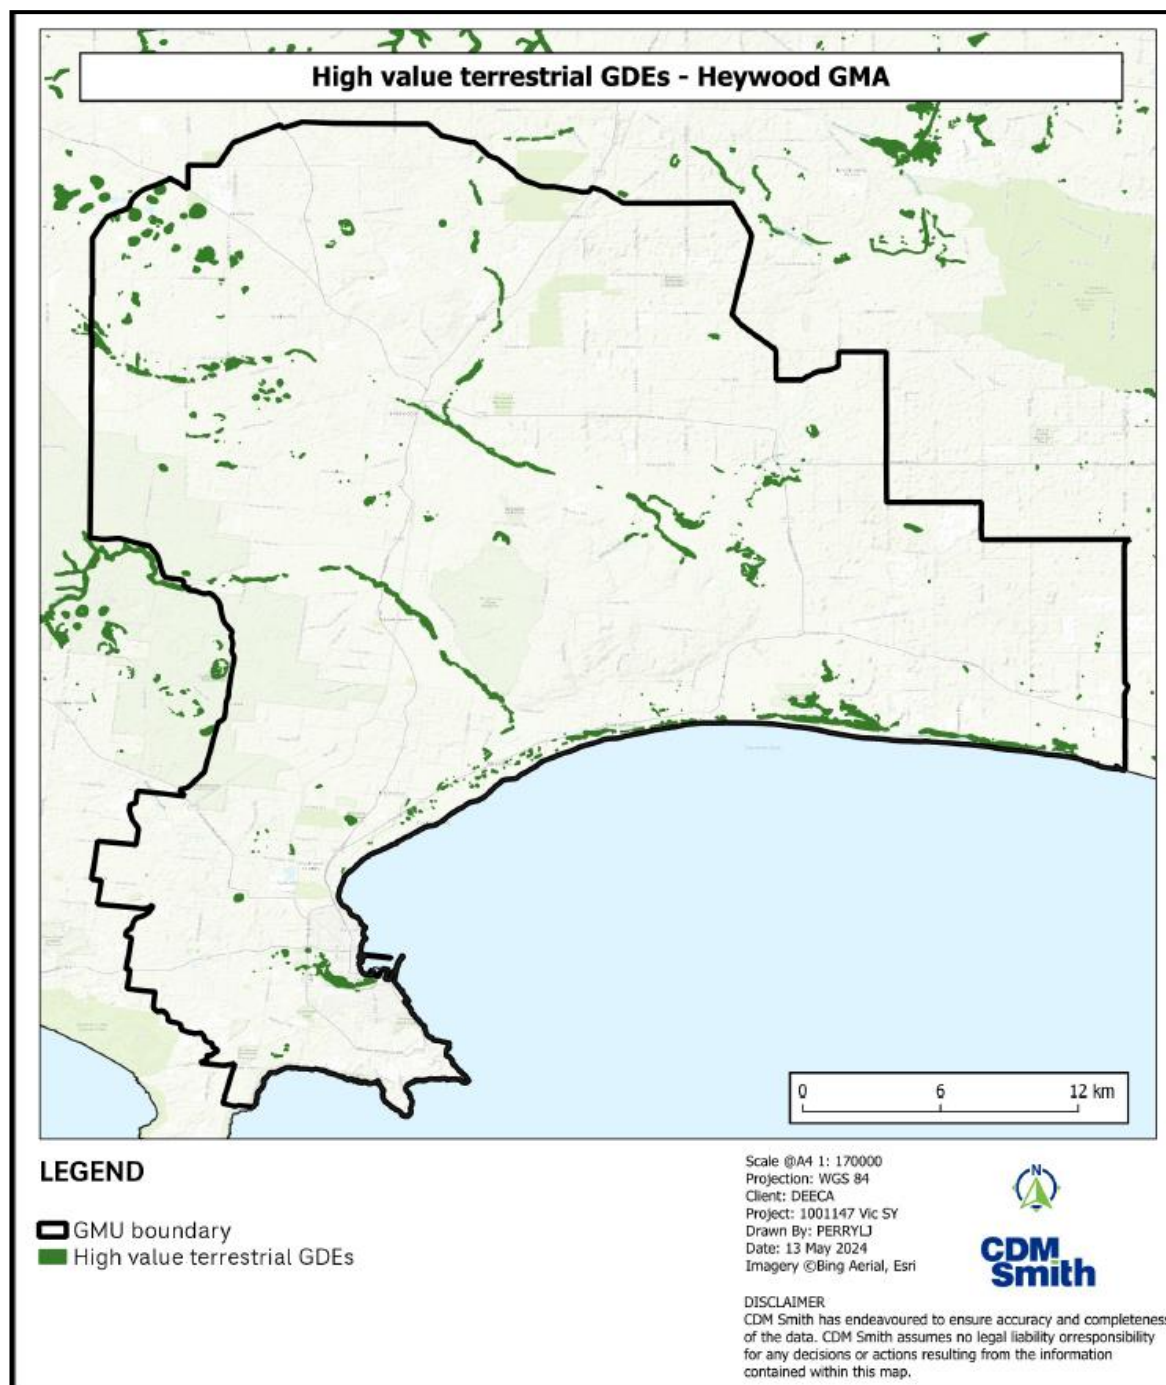 High value terrestrial GDEs - Heywood GMA
0 6 12 km
LEGEND
GMU boundary
High value terrestrial GDEs
Scale @A4 1: 170000
Projection: WGS 84
Client: DEECA
Project: 1001147 Vic SY
Drawn By: PERRYLJ
Date: 13 May 2024
Imagery ©Bing Aerial, Esri
N
CDM
Smith
DISCLAIMER
CDM Smith has endeavoured to ensure accuracy and completeness
of the data. CDM Smith assumes no legal liability orresponsibility
for any decisions or actions resulting from the information
contained within this map.